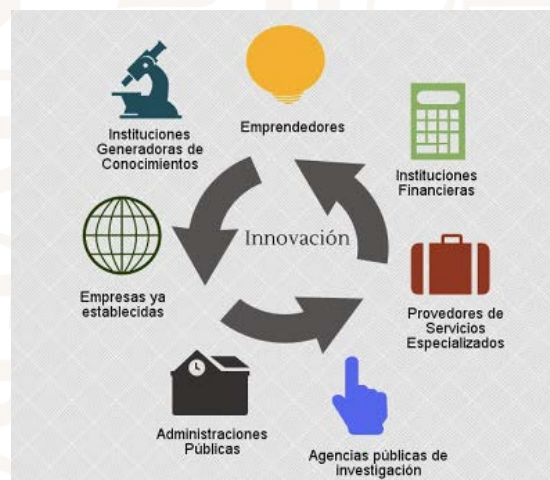 Emprendedores
Instituciones
Generadoras de
Conocimientos
Instituciones
Financieras
Innovación
Empresas ya
establecidas
Provedores de
Servicios
Especializados
Administraciones
Públicas
Agencias públicas de
investigación